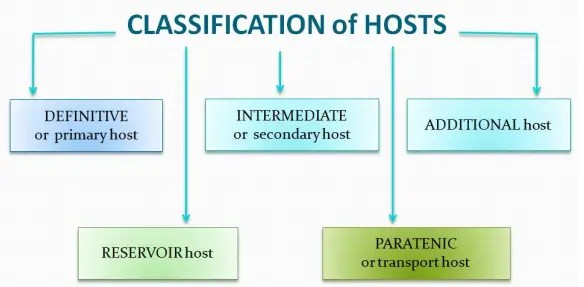 CLASSIFICATION of HOSTS
DEFINITIVE
or primary host
INTERMEDIATE
or secondary host
ADDITIONAL host
RESERVOIR host
PARATENIC
or transport host